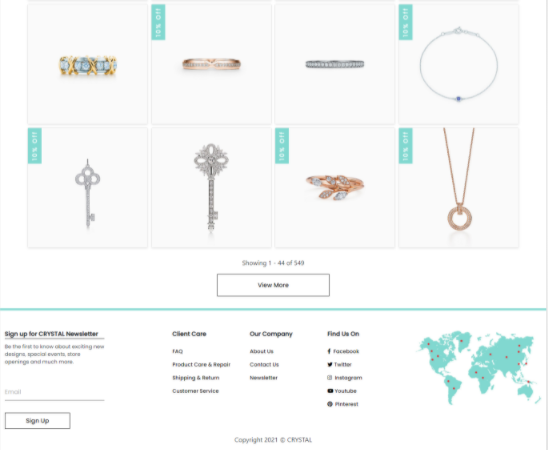 10% Off
10% Off
10% Off
10% Off
10% Off
Showing 1 - 44 of 549
View More
Sign up for CRYSTAL Newsletter
Be the first to know about exciting new
designs, special events, store
openings and much more.
Email
Sign Up
Client Care
FAQ
Product Care & Repair
Shipping & Return
Customer Service
Our Company
About Us
Contact Us
Newsletter
Find Us On
Facebook
Twitter
Instagram
Youtube
Pinterest
Copyright 2021 © CRYSTAL